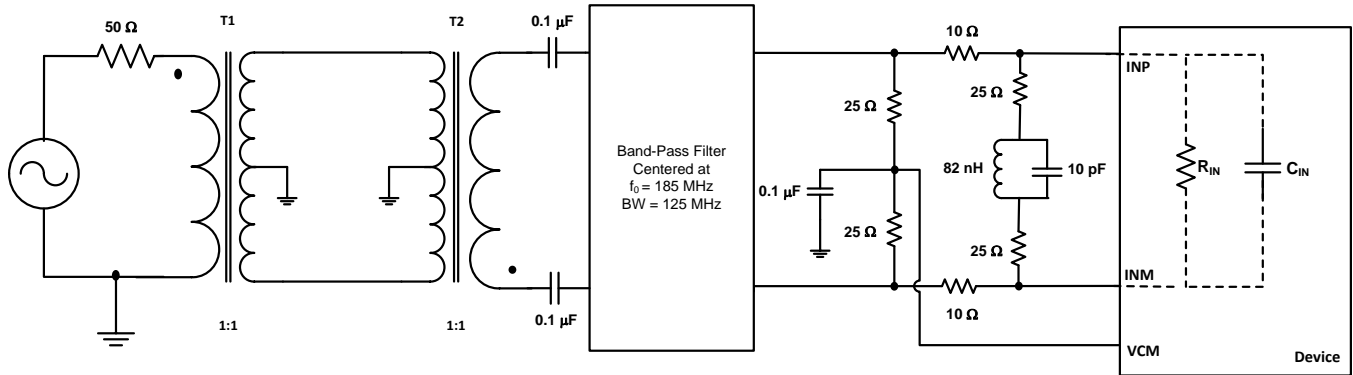 50 Ω
T1
1:1
T2
1:1
0.1 µF
0.1 µF
Band-Pass Filter
Centered at
f₀ = 185 MHz
BW = 125 MHz
25 Ω
0.1 µF
25 Ω
10 Ω
10 Ω
25 Ω
82 nH
10 pF
25 Ω
INP
INM
VCM
R_IN
C_IN
Device